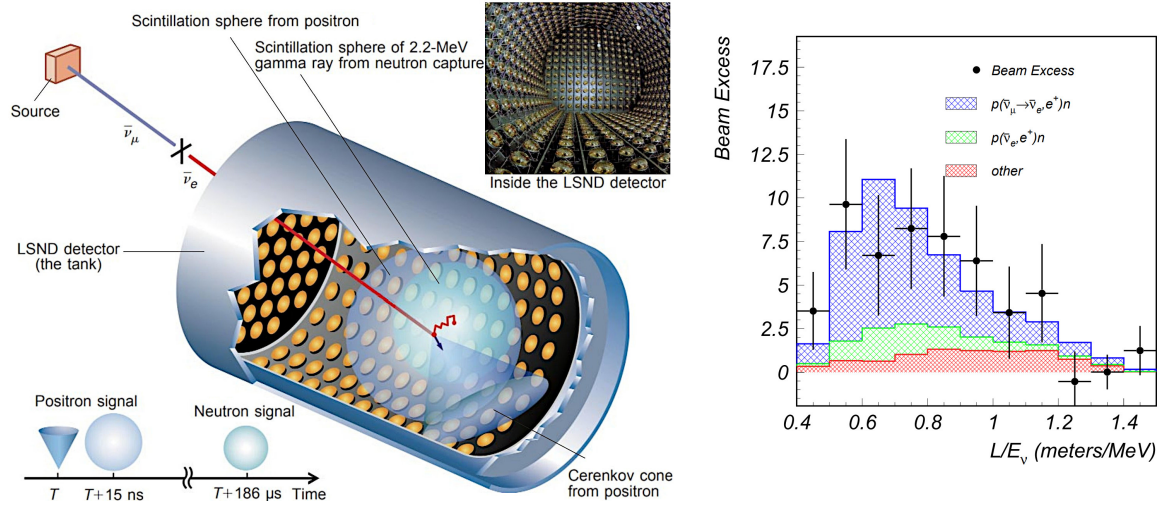 Scintillation sphere from positron
Scintillation sphere of 2.2-MeV
gamma ray from neutron capture
Source
ν̅μ
ν̅e
Inside the LSND detector
LSND detector
(the tank)
Positron signal
Neutron signal
T
T+15 ns
T+186 μs
Time
Cerenkov cone
from positron
Beam Excess
17.5
15
12.5
10
7.5
5
2.5
0
Beam Excess
p(ν̅μ→ν̅e,e⁺)n
p(ν̅e,e⁺)n
other
0.4
0.6
0.8
1
1.2
1.4
L/Eν (meters/MeV)